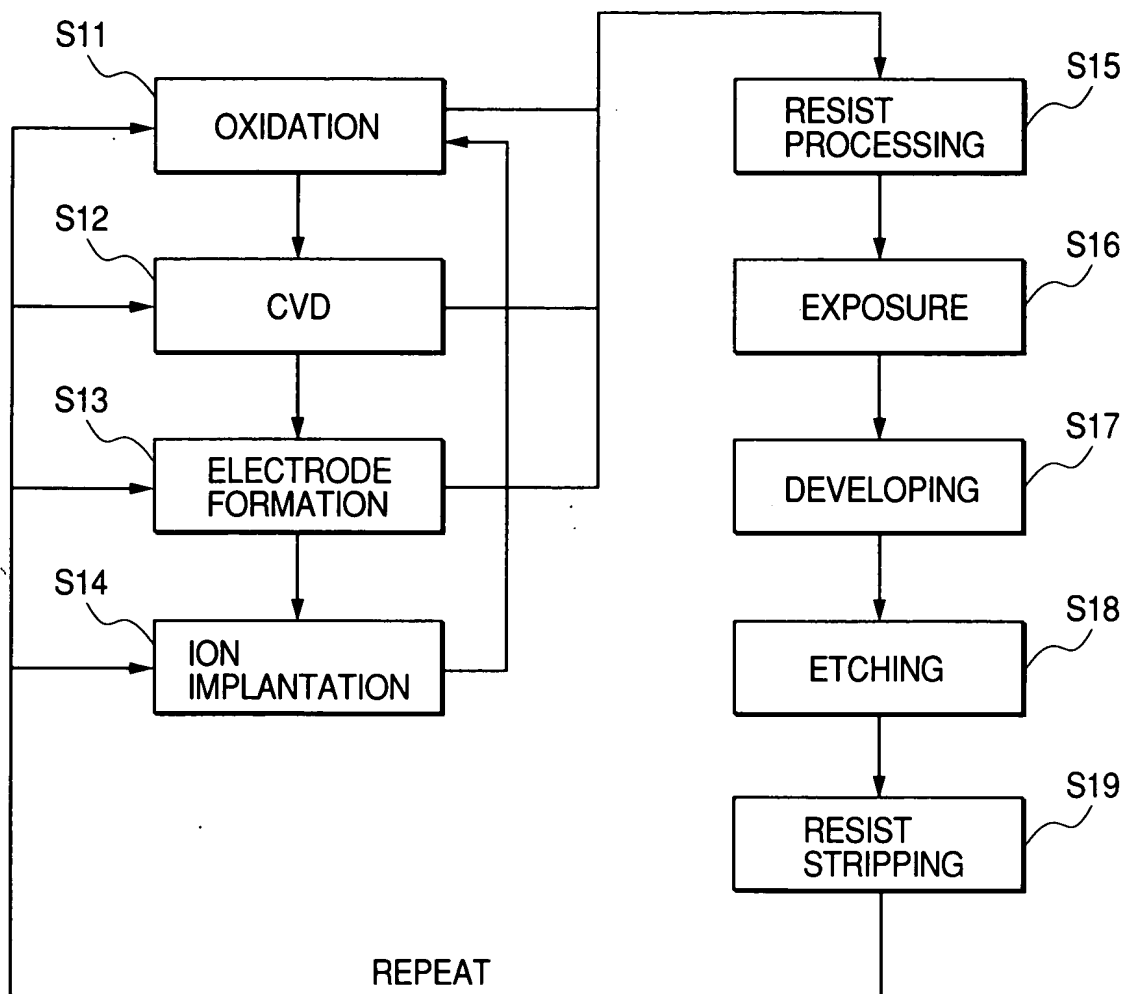 S11
OXIDATION
S12
CVD
S13
ELECTRODE
FORMATION
S14
ION
IMPLANTATION
S15
RESIST
PROCESSING
S16
EXPOSURE
S17
DEVELOPING
S18
ETCHING
S19
RESIST
STRIPPING
REPEAT